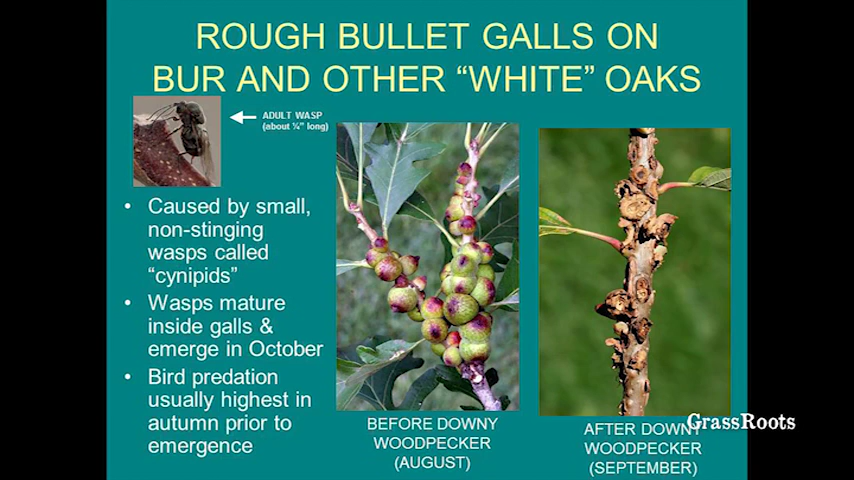 ROUGH BULLET GALLS ON
BUR AND OTHER “WHITE” OAKS
ADULT WASP
(about ¼” long)
• Caused by small,
non-stinging
wasps called
“cynipids”
• Wasps mature
inside galls &
emerge in October
• Bird predation
usually highest in
autumn prior to
emergence
BEFORE DOWNY
WOODPECKER
(AUGUST)
AFTER DOWNY
WOODPECKER
(SEPTEMBER)
GrassRoots